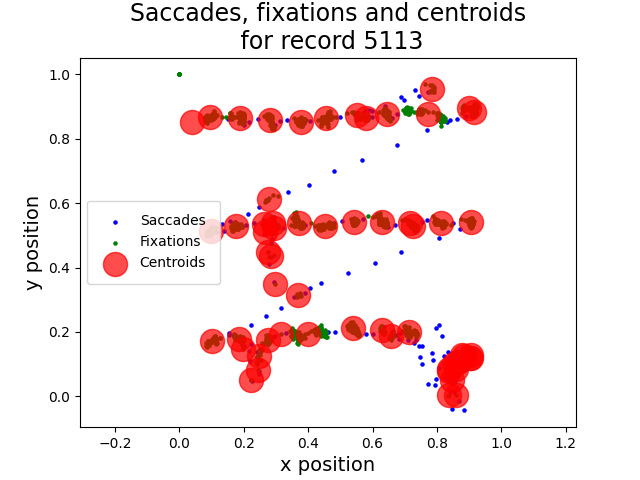 Saccades, fixations and centroids
for record 5113
y position
1.0
0.8
0.6
0.4
0.2
0.0
Saccades
Fixations
Centroids
−0.2
0.0
0.2
0.4
0.6
0.8
1.0
1.2
x position